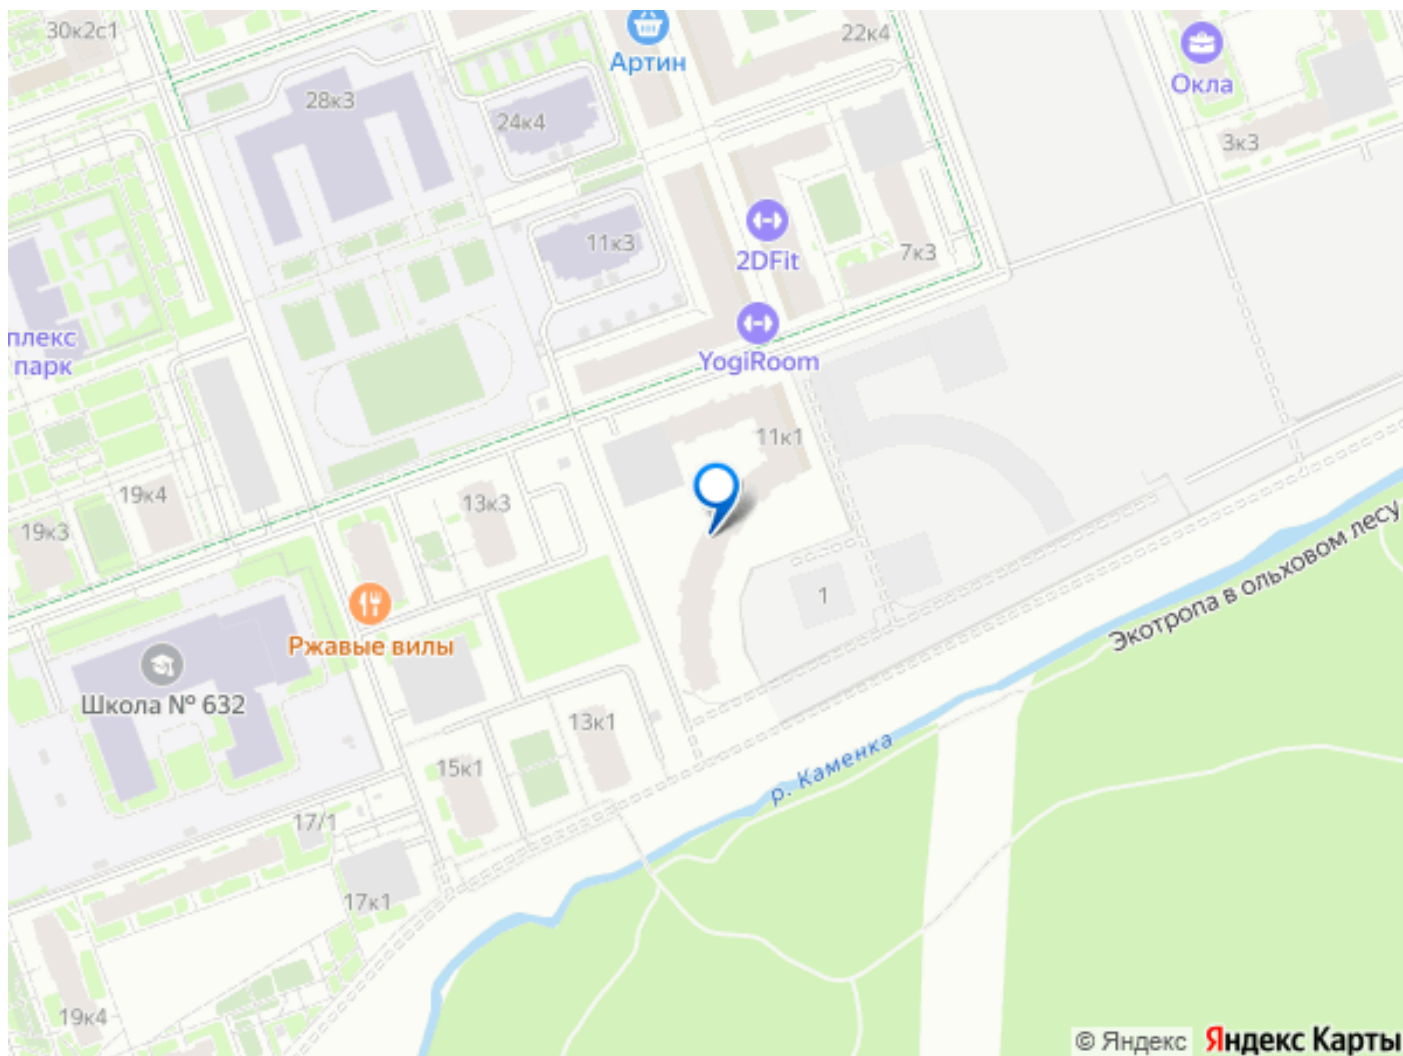 30к2с1
Артин
22к4
Окла
28к3
24к4
3к3
11к3
2DFit
7к3
плекс
парк
YogiRoom
11к1
19к4
13к3
19к3
1
Экотропа в ольховом лесу
Ржавые вилы
Школа № 632
13к1
р. Каменка
15к1
17/1
17к1
19к4
© Яндекс Яндекс Карты